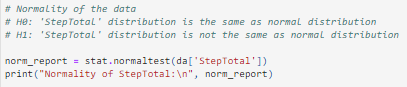 # Normality of the data
# H0: 'StepTotal' distribution is the same as normal distribution
# H1: 'StepTotal' distribution is not the same as normal distribution
norm_report = stat.normaltest(da['StepTotal'])
print("Normality of StepTotal:\n", norm_report)